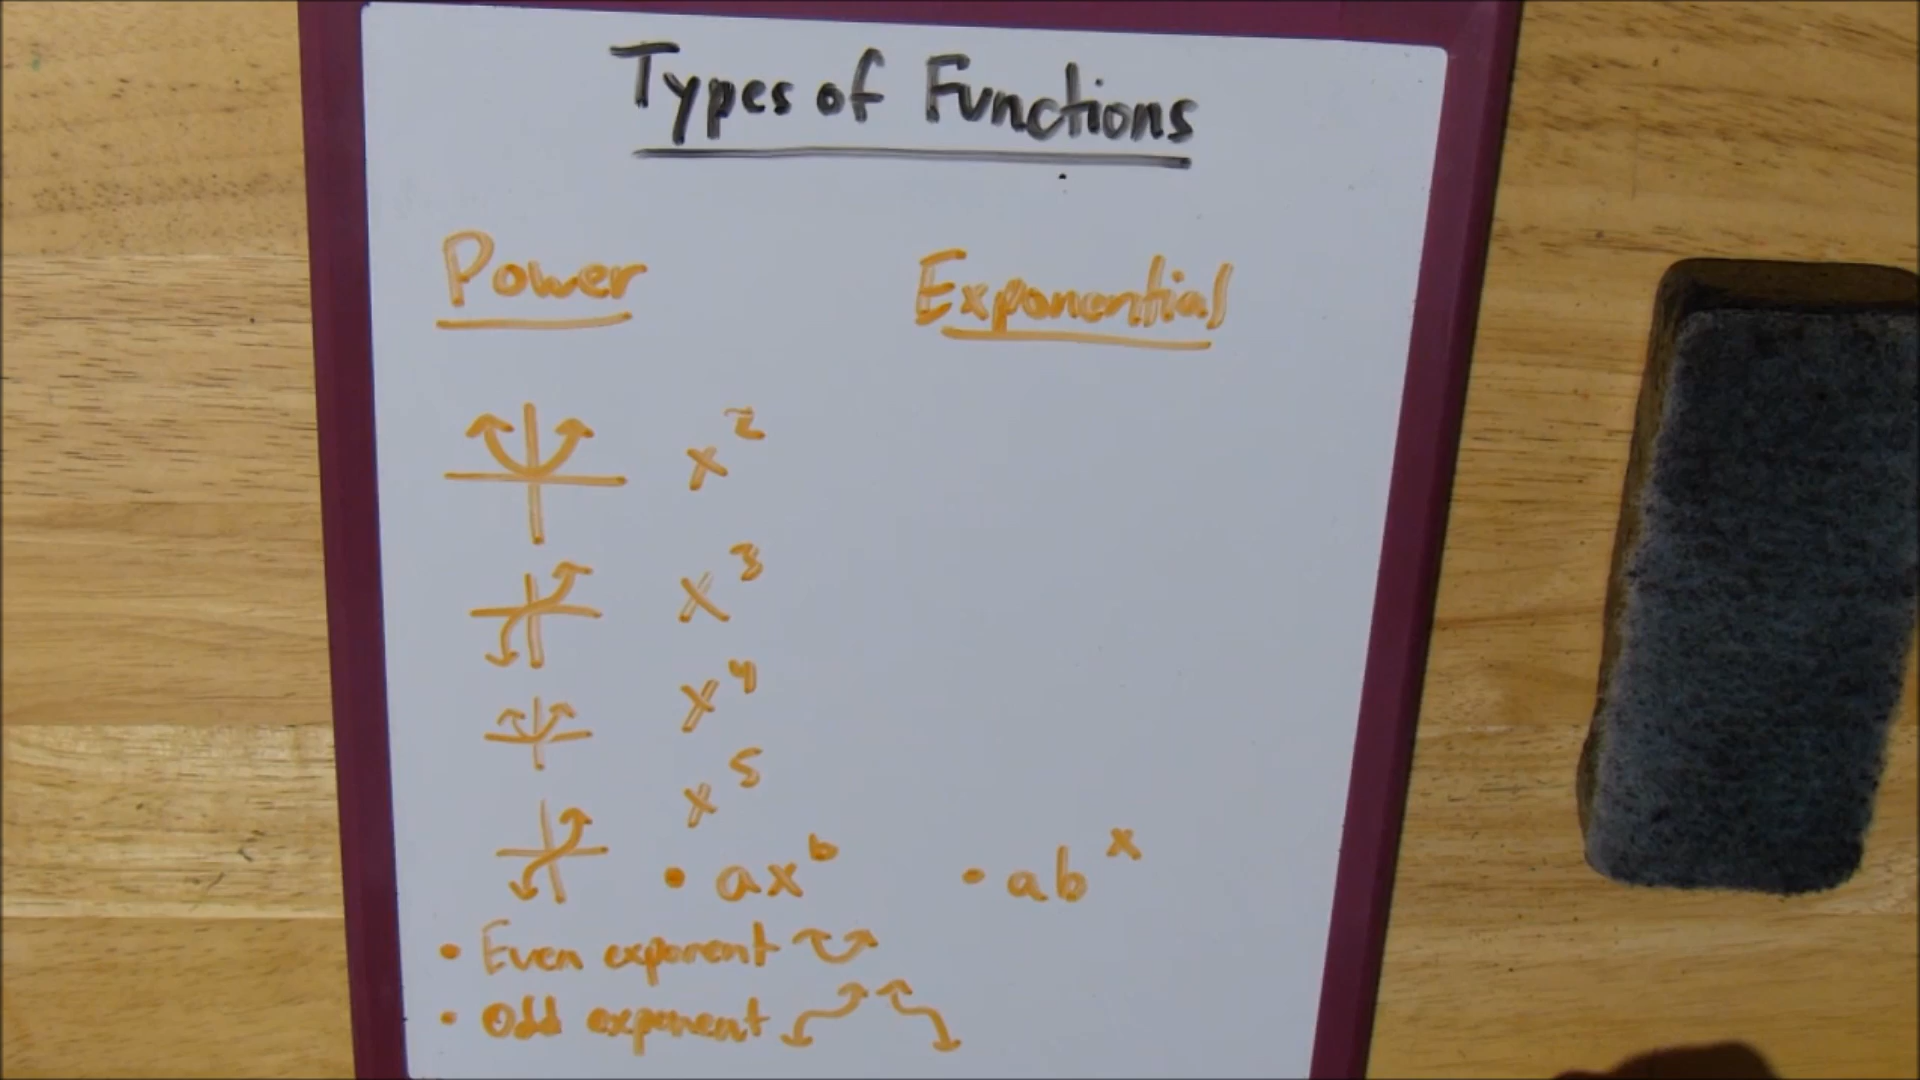 Types of Functions
Power
Exponential
x²
x³
x⁴
x⁵
• axᵇ
• abˣ
• Even exponent
• Odd exponent